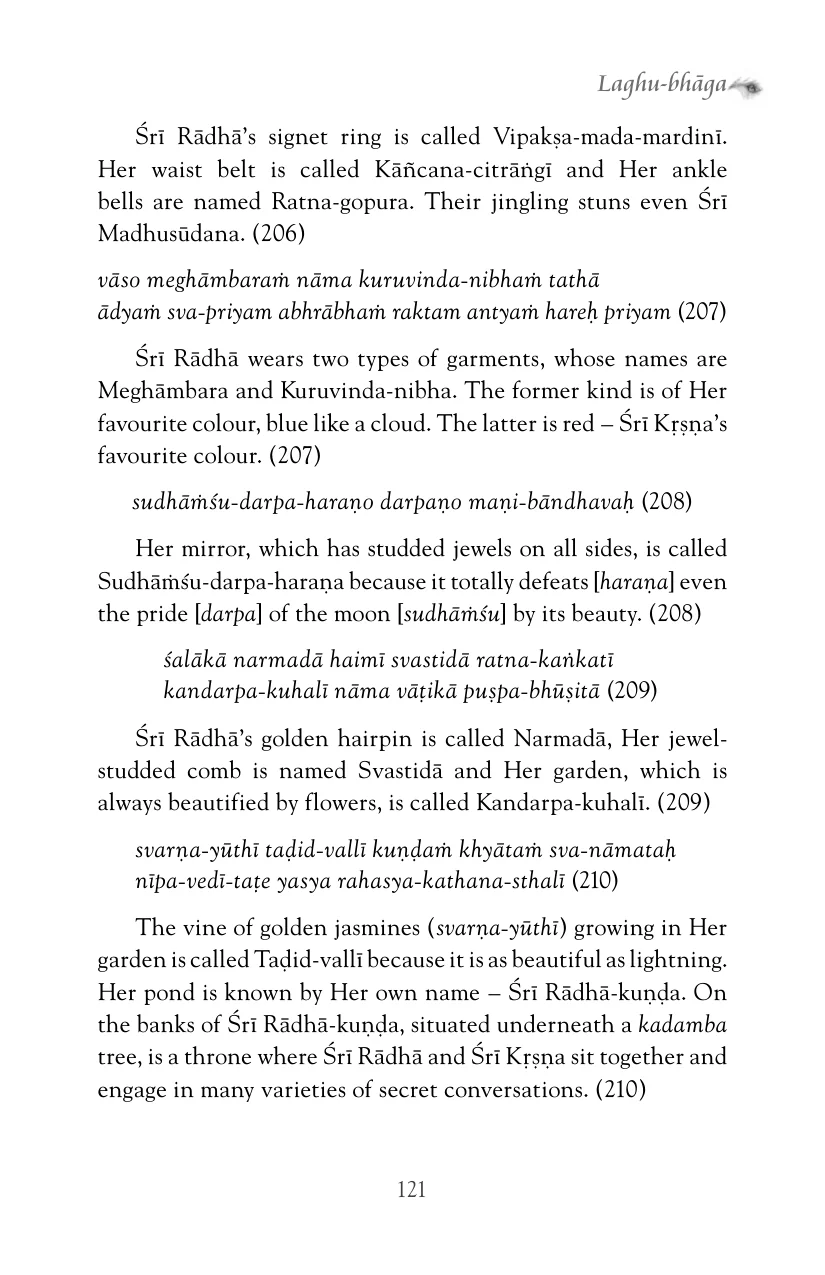 Laghu-bhāga
Śrī Rādhā’s signet ring is called Vipakṣa-mada-mardinī.
Her waist belt is called Kāñcana-citrāṅgī and Her ankle
bells are named Ratna-gopura. Their jingling stuns even Śrī
Madhusūdana. (206)
vāso meghāmbaraṁ nāma kuruvinda-nibhaṁ tathā
ādyaṁ sva-priyam abhrābhaṁ raktam antyaṁ hareḥ priyam (207)
Śrī Rādhā wears two types of garments, whose names are
Meghāmbara and Kuruvinda-nibha. The former kind is of Her
favourite colour, blue like a cloud. The latter is red – Śrī Kṛṣṇa’s
favourite colour. (207)
sudhāṁśu-darpa-haraṇo darpaṇo maṇi-bāndhavaḥ (208)
Her mirror, which has studded jewels on all sides, is called
Sudhāṁśu-darpa-haraṇa because it totally defeats [haraṇa] even
the pride [darpa] of the moon [sudhāṁśu] by its beauty. (208)
śalākā narmadā haimī svastidā ratna-kaṅkatī
kandarpa-kuhalī nāma vāṭikā puṣpa-bhūṣitā (209)
Śrī Rādhā’s golden hairpin is called Narmadā, Her jewel-
studded comb is named Svastidā and Her garden, which is
always beautified by flowers, is called Kandarpa-kuhalī. (209)
svarṇa-yūthī taḍid-vallī kuṇḍaṁ khyātaṁ sva-nāmataḥ
nīpa-vedī-taṭe yasya rahasya-kathana-sthalī (210)
The vine of golden jasmines (svarṇa-yūthī) growing in Her
garden is called Taḍid-vallī because it is as beautiful as lightning.
Her pond is known by Her own name – Śrī Rādhā-kuṇḍa. On
the banks of Śrī Rādhā-kuṇḍa, situated underneath a kadamba
tree, is a throne where Śrī Rādhā and Śrī Kṛṣṇa sit together and
engage in many varieties of secret conversations. (210)
121